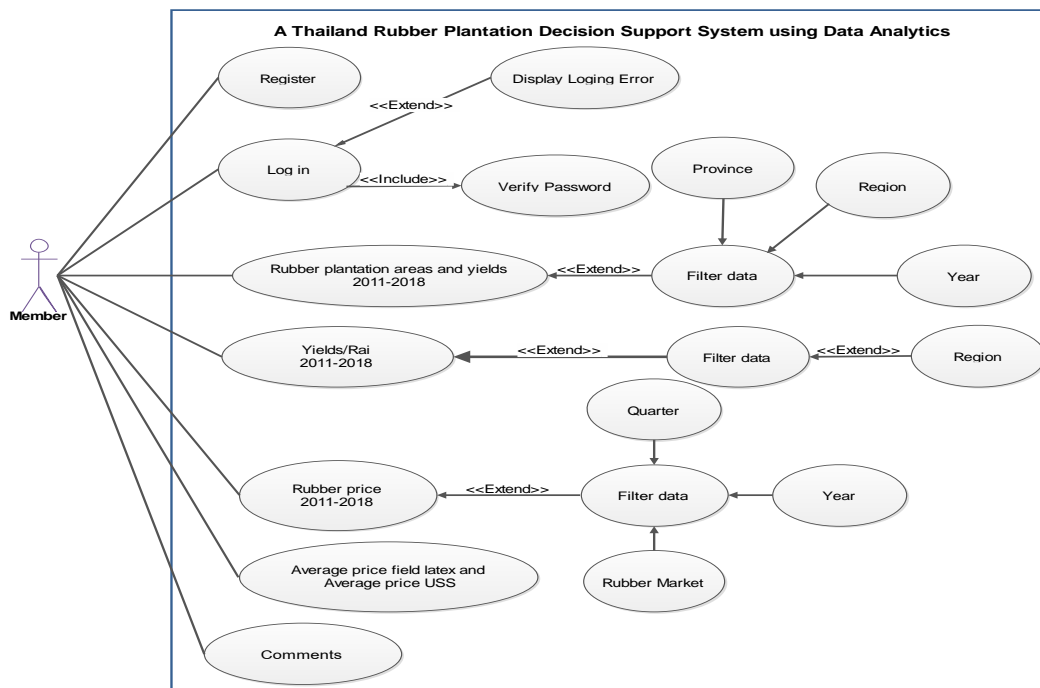 A Thailand Rubber Plantation Decision Support System using Data Analytics
Register
Display Loging Error
<<Extend>>
Log in
<<Include>>
Verify Password
Province
Region
Rubber plantation areas and yields
2011-2018
<<Extend>>
Filter data
Year
Member
Yields/Rai
2011-2018
<<Extend>>
Filter data
<<Extend>>
Region
Quarter
Rubber price
2011-2018
<<Extend>>
Filter data
Year
Average price field latex and
Average price USS
Rubber Market
Comments